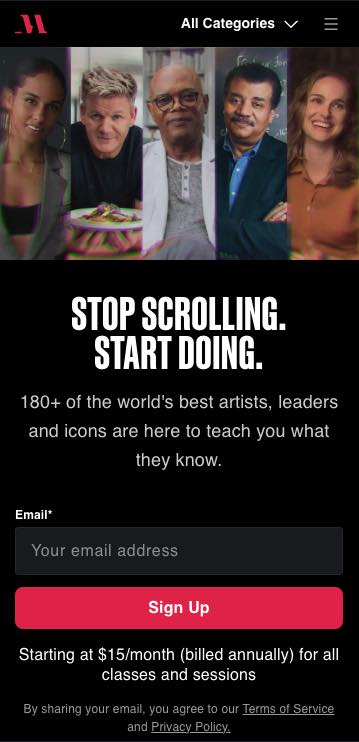 All Categories
STOP SCROLLING.
START DOING.
180+ of the world's best artists, leaders
and icons are here to teach you what
they know.
Email*
Your email address
Sign Up
Starting at $15/month (billed annually) for all
classes and sessions
By sharing your email, you agree to our Terms of Service
and Privacy Policy.